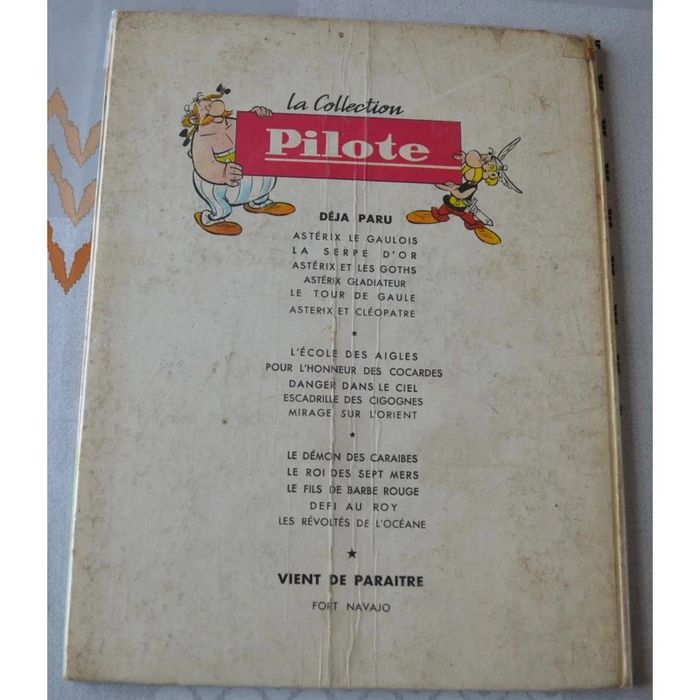 la Collection
Pilote
DÉJA PARU
ASTÉRIX LE GAULOIS
LA SERPE D'OR
ASTÉRIX ET LES GOTHS
ASTÉRIX GLADIATEUR
LE TOUR DE GAULE
ASTERIX ET CLÉOPATRE
L'ÉCOLE DES AIGLES
POUR L'HONNEUR DES COCARDES
DANGER DANS LE CIEL
ESCADRILLE DES CIGOGNES
MIRAGE SUR L'ORIENT
LE DÉMON DES CARAIBES
LE ROI DES SEPT MERS
LE FILS DE BARBE ROUGE
DEFI AU ROY
LES RÉVOLTÉS DE L'OCÉANE
VIENT DE PARAITRE
FORT NAVAJO